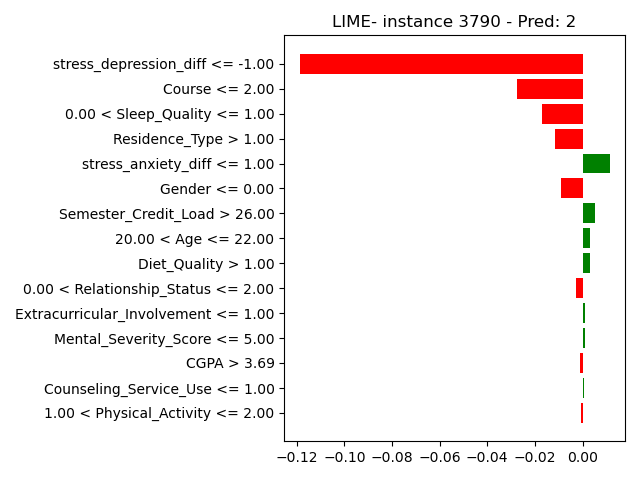 LIME- instance 3790 - Pred: 2
stress_depression_diff <= -1.00
Course <= 2.00
0.00 < Sleep_Quality <= 1.00
Residence_Type > 1.00
stress_anxiety_diff <= 1.00
Gender <= 0.00
Semester_Credit_Load > 26.00
20.00 < Age <= 22.00
Diet_Quality > 1.00
0.00 < Relationship_Status <= 2.00
Extracurricular_Involvement <= 1.00
Mental_Severity_Score <= 5.00
CGPA > 3.69
Counseling_Service_Use <= 1.00
1.00 < Physical_Activity <= 2.00
−0.12 −0.10 −0.08 −0.06 −0.04 −0.02 0.00